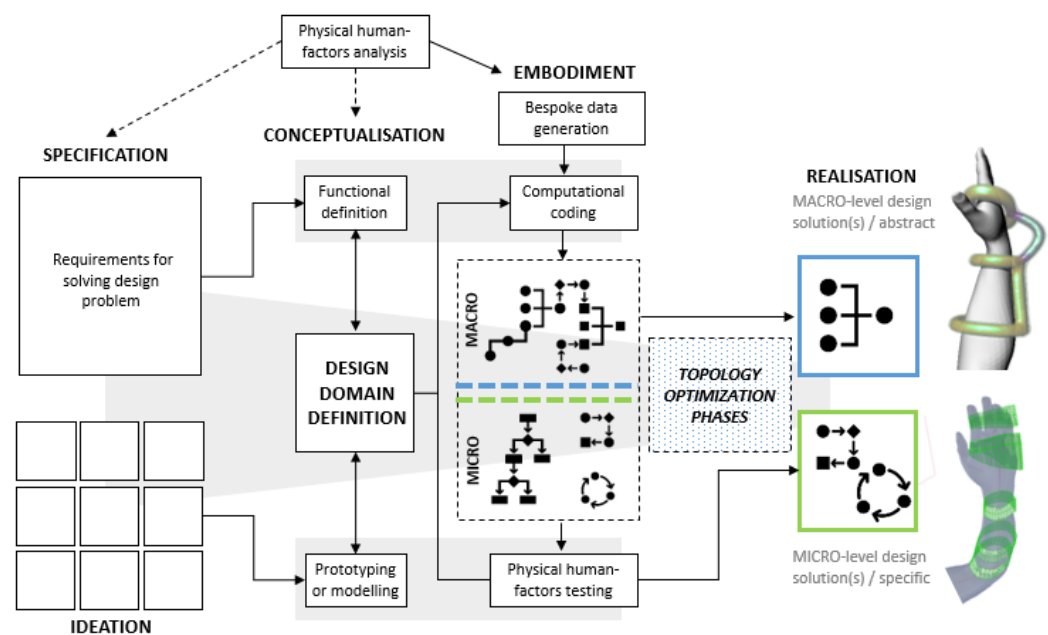 Physical human-
factors analysis
EMBODIMENT
Bespoke data
generation
CONCEPTUALISATION
SPECIFICATION
Functional
definition
Computational
coding
REALISATION
MACRO-level design
solution(s) / abstract
Requirements for
solving design
problem
MACRO
DESIGN
DOMAIN
DEFINITION
TOPOLOGY
OPTIMIZATION
PHASES
MICRO
Prototyping
or modelling
Physical human-
factors testing
MICRO-level design
solution(s) / specific
IDEATION